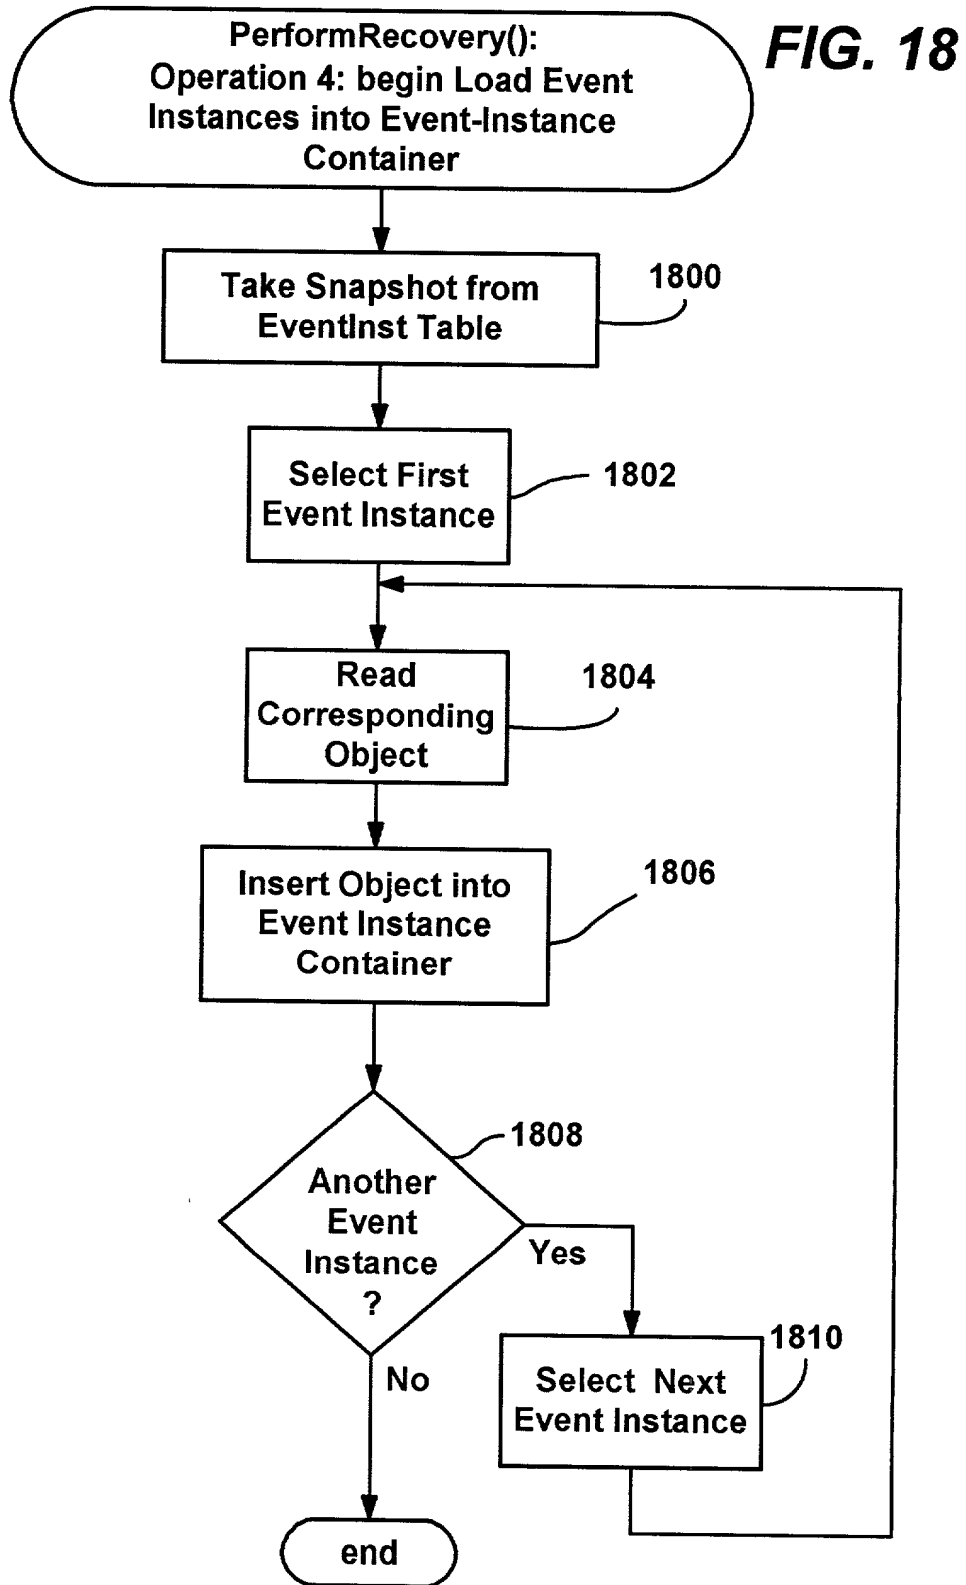 PerformRecovery():
Operation 4: begin Load Event
Instances into Event-Instance
Container
FIG. 18
Take Snapshot from
EventInst Table
1800
Select First
Event Instance
1802
Read
Corresponding
Object
1804
Insert Object into
Event Instance
Container
1806
Another
Event
Instance
?
1808
Yes
No
Select Next
Event Instance
1810
end